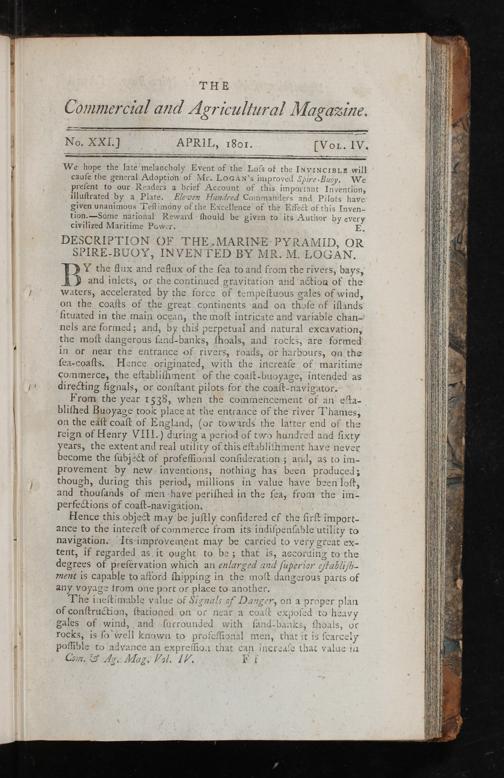 THE
Commercial and Agricultural Magazine.
No. XXI.] APRIL, 1801. [VOL. IV.
We hope the late melancholy Event of the Loſs of the INVINCIBLE will
cauſe the general Adoption of Mr. LOGAN's improved Spire-Buoy. We
preſent to our Readers a brief Account of this important Invention,
illuſtrated by a Plate. Eleven Hundred Commanders and Pilots have
given unanimous Teſtimony of the Excellence of the Effect of this Inven-
tion.—Some national Reward ſhould be given to its Author by every
civilized Maritime Power. E.
DESCRIPTION OF THE MARINE PYRAMID, OR
SPIRE-BUOY, INVENTED BY MR. M. LOGAN.
BY the flux and reflux of the ſea to and from the rivers, bays,
and inlets, or the continued gravitation and action of the
waters, accelerated by the force of tempeſtuous gales of wind,
on the coaſts of the great continents and on thoſe of iſlands
ſituated in the main ocean, the moſt intricate and variable chan-
nels are formed; and, by this perpetual and natural excavation,
the moſt dangerous ſand-banks, ſhoals, and rocks, are formed
in or near the entrance of rivers, roads, or harbours, on the
ſea-coaſts. Hence originated, with the increaſe of maritime
commerce, the eſtabliſhment of the coaſt-buoyage, intended as
directing ſignals, or conſtant pilots for the coaſt-navigator.
From the year 1538, when the commencement of an eſta-
bliſhed Buoyage took place at the entrance of the river Thames,
on the eaſt coaſt of England, (or towards the latter end of the
reign of Henry VIII.) during a period of two hundred and ſixty
years, the extent and real utility of this eſtabliſhment have never
become the ſubject of profeſſional conſideration; and, as to im-
provement by new inventions, nothing has been produced;
though, during this period, millions in value have been loſt,
and thouſands of men have periſhed in the ſea, from the im-
perfections of coaſt-navigation.
Hence this object may be juſtly conſidered of the firſt import-
ance to the intereſt of commerce from its indiſpenſable utility to
navigation. Its improvement may be carried to very great ex-
tent, if regarded as it ought to be; that is, according to the
degrees of preſervation which an enlarged and ſuperior eſtabliſh-
ment is capable to afford ſhipping in the moſt dangerous parts of
any voyage from one port or place to another.
The ineſtimable value of Signals of Danger, on a proper plan
of conſtruction, ſtationed on or near a coaſt expoſed to heavy
gales of wind, and ſurrounded with ſand-banks, ſhoals, or
rocks, is ſo well known to profeſſional men, that it is ſcarcely
poſſible to advance an expreſſion that can increaſe that value in
Com. & Ag. Mag. Vol. IV. F f